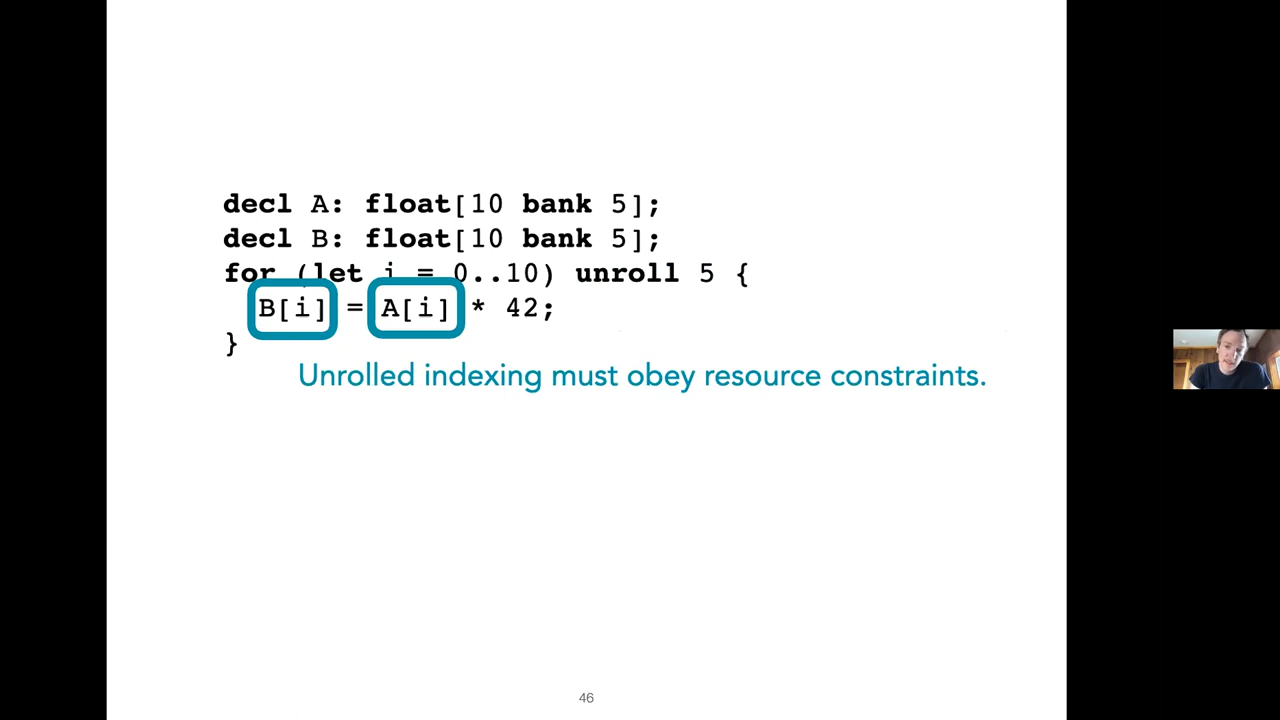 decl A: float[10 bank 5];
decl B: float[10 bank 5];
for (let i = 0..10) unroll 5 {
B[i] = A[i] * 42;
}
Unrolled indexing must obey resource constraints.
46